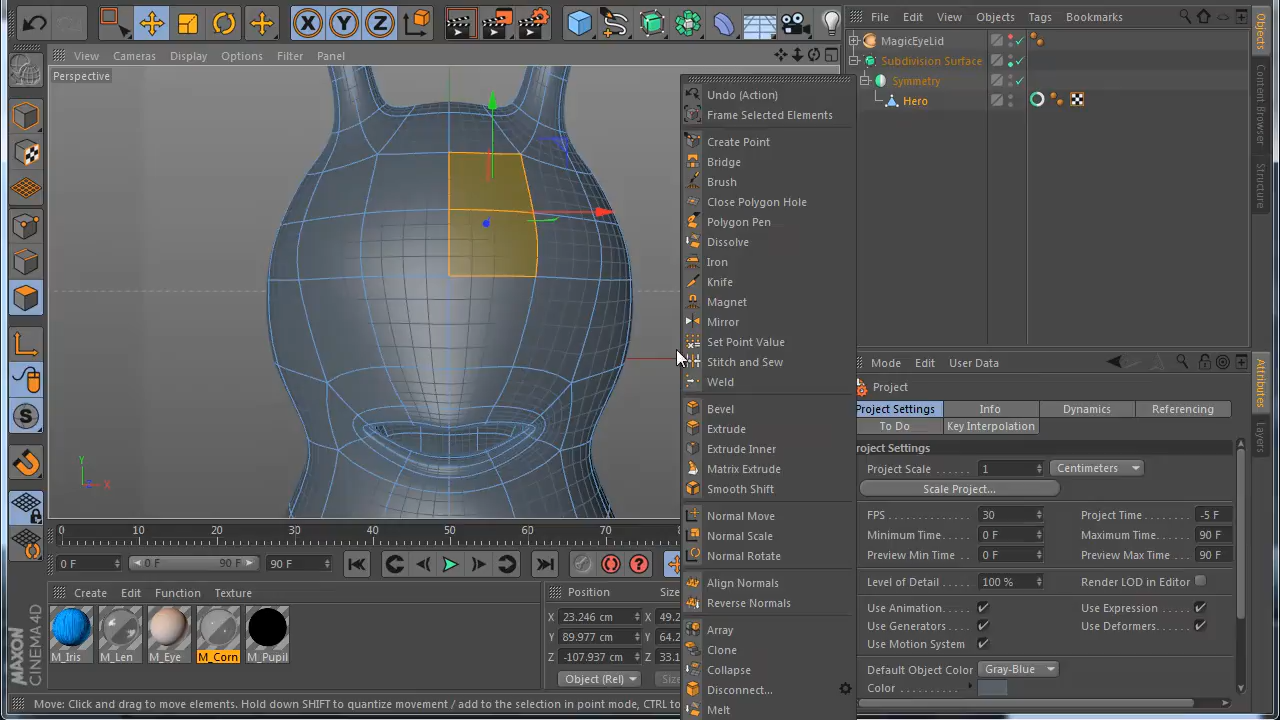 File Edit View Objects Tags Bookmarks
View Cameras Display Options Filter Panel
Perspective
Y
X
MagicEyeLid
Subdivision Surface
Symmetry
Hero
Objects
Content Browser
Structure
Undo (Action)
Frame Selected Elements
Create Point
Bridge
Brush
Close Polygon Hole
Polygon Pen
Dissolve
Iron
Knife
Magnet
Mirror
Set Point Value
Stitch and Sew
Weld
Bevel
Extrude
Extrude Inner
Matrix Extrude
Smooth Shift
Normal Move
Normal Scale
Normal Rotate
Align Normals
Reverse Normals
Array
Clone
Collapse
Disconnect...
Melt
Mode Edit User Data
Project
Project Settings Info Dynamics Referencing
To Do Key Interpolation
roject Settings
Project Scale ...... 1 Centimeters
Scale Project...
FPS 30 Project Time -5 F
Minimum Time 0 F Maximum Time 90 F
Preview Min Time 0 F Preview Max Time 90 F
Level of Detail 100 % Render LOD in Editor
Use Animation Use Expression
Use Generators Use Deformers
Use Motion System
Default Object Color Gray-Blue
Color
Attributes
Layers
0 10 20 30 40 50 60 70
0 F 0 F 90 F 90 F
Create Edit Function Texture
M_Iris M_Len M_Eye M_Corn M_Pupil
Position Size
X 23.246 cm X 49.2
Y 89.977 cm Y 64.2
Z -107.937 cm Z 33.1
Object (Rel) Size
MAXON CINEMA 4D
Move: Click and drag to move elements. Hold down SHIFT to quantize movement / add to the selection in point mode, CTRL to